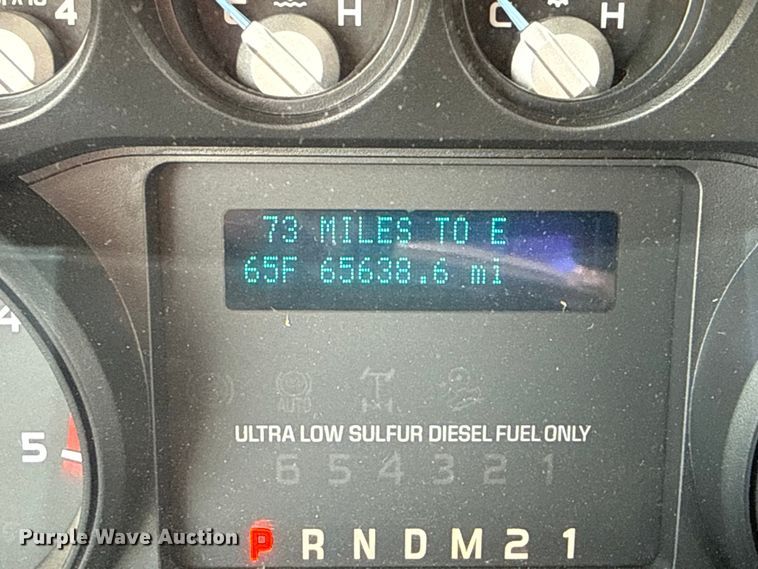 4
C H
C H
73 MILES TO E
65F 65638.6 mi
4
AUTO
5
ULTRA LOW SULFUR DIESEL FUEL ONLY
6 5 4 3 2 1
P R N D M 2 1
Purple Wave Auction